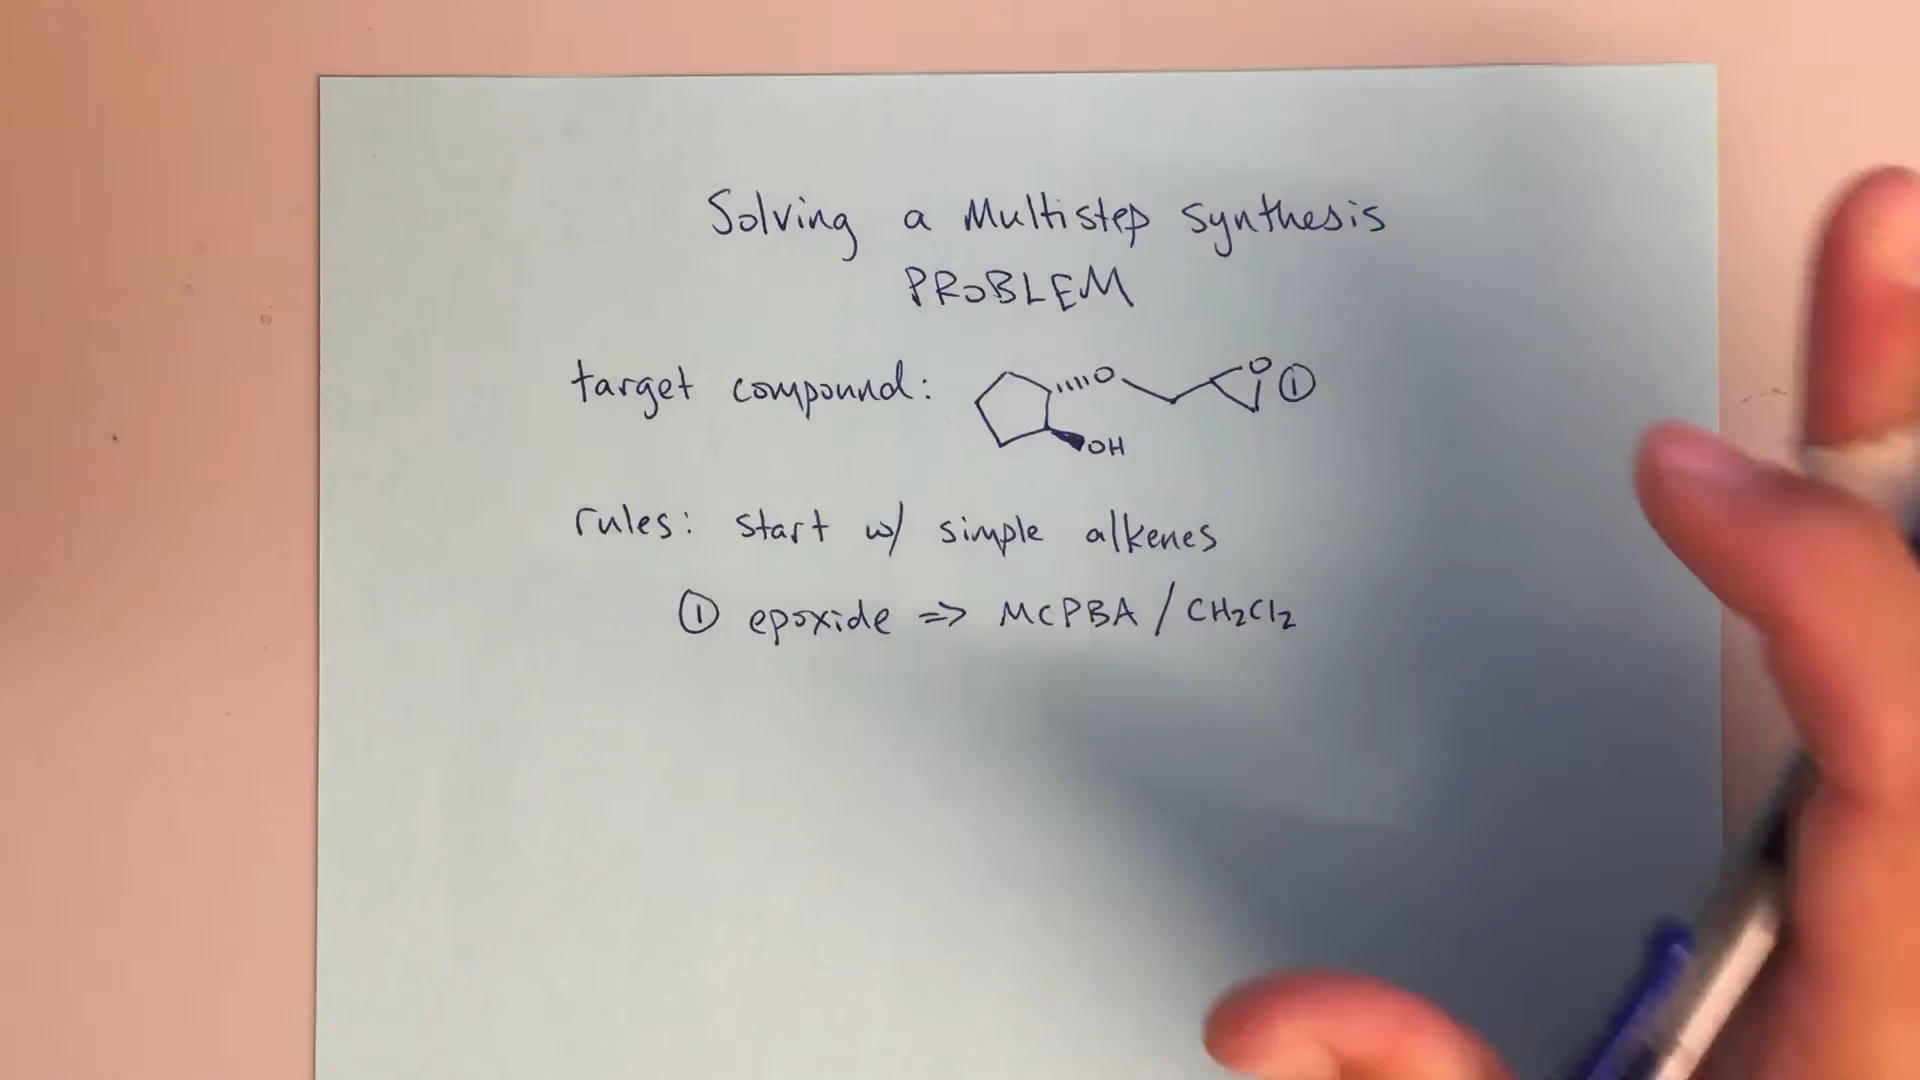 Solving a Multistep synthesis
PROBLEM
target compound: O O ①
OH
rules: start w/ simple alkenes
① epoxide => MCPBA / CH₂Cl₂